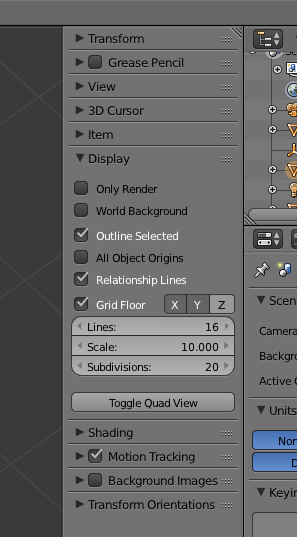 Transform
Grease Pencil
View
3D Cursor
Item
Display
Only Render
World Background
Outline Selected
All Object Origins
Relationship Lines
Grid Floor X Y Z
Lines: 16
Scale: 10.000
Subdivisions: 20
Toggle Quad View
Shading
Motion Tracking
Background Images
Transform Orientations
Scen
Camera
Backgro
Active C
Units
Non
D
Keyin